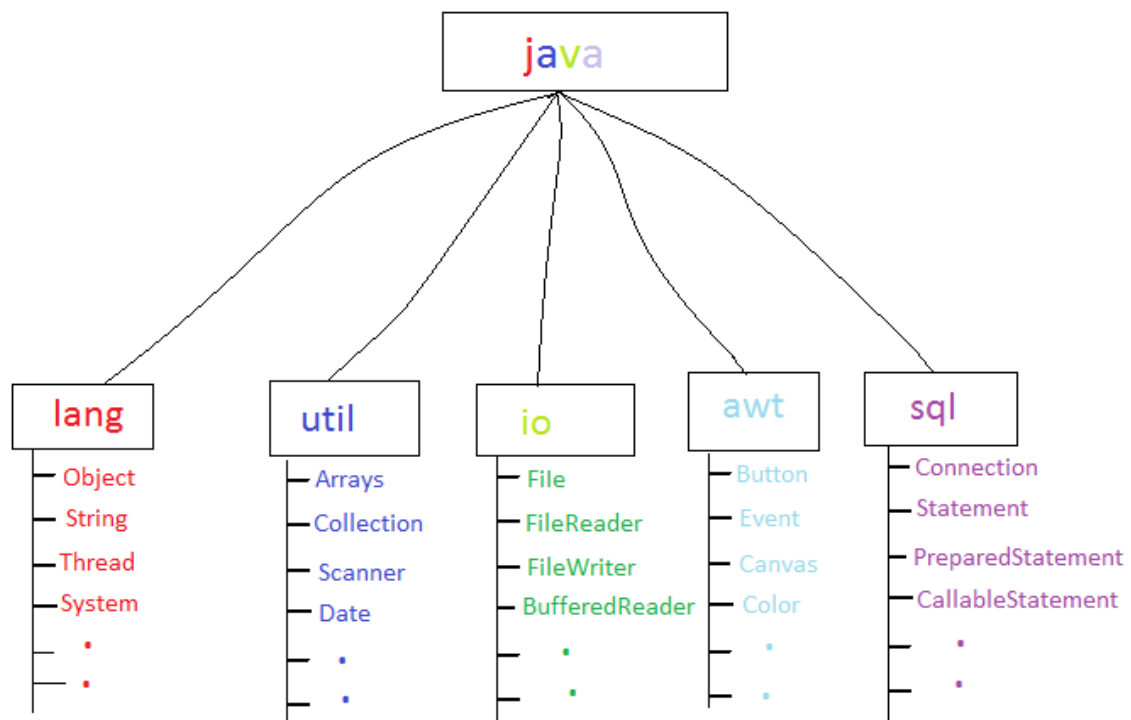 java
lang
Object
String
Thread
System
util
Arrays
Collection
Scanner
Date
io
File
FileReader
FileWriter
BufferedReader
awt
Button
Event
Canvas
Color
sql
Connection
Statement
PreparedStatement
CallableStatement